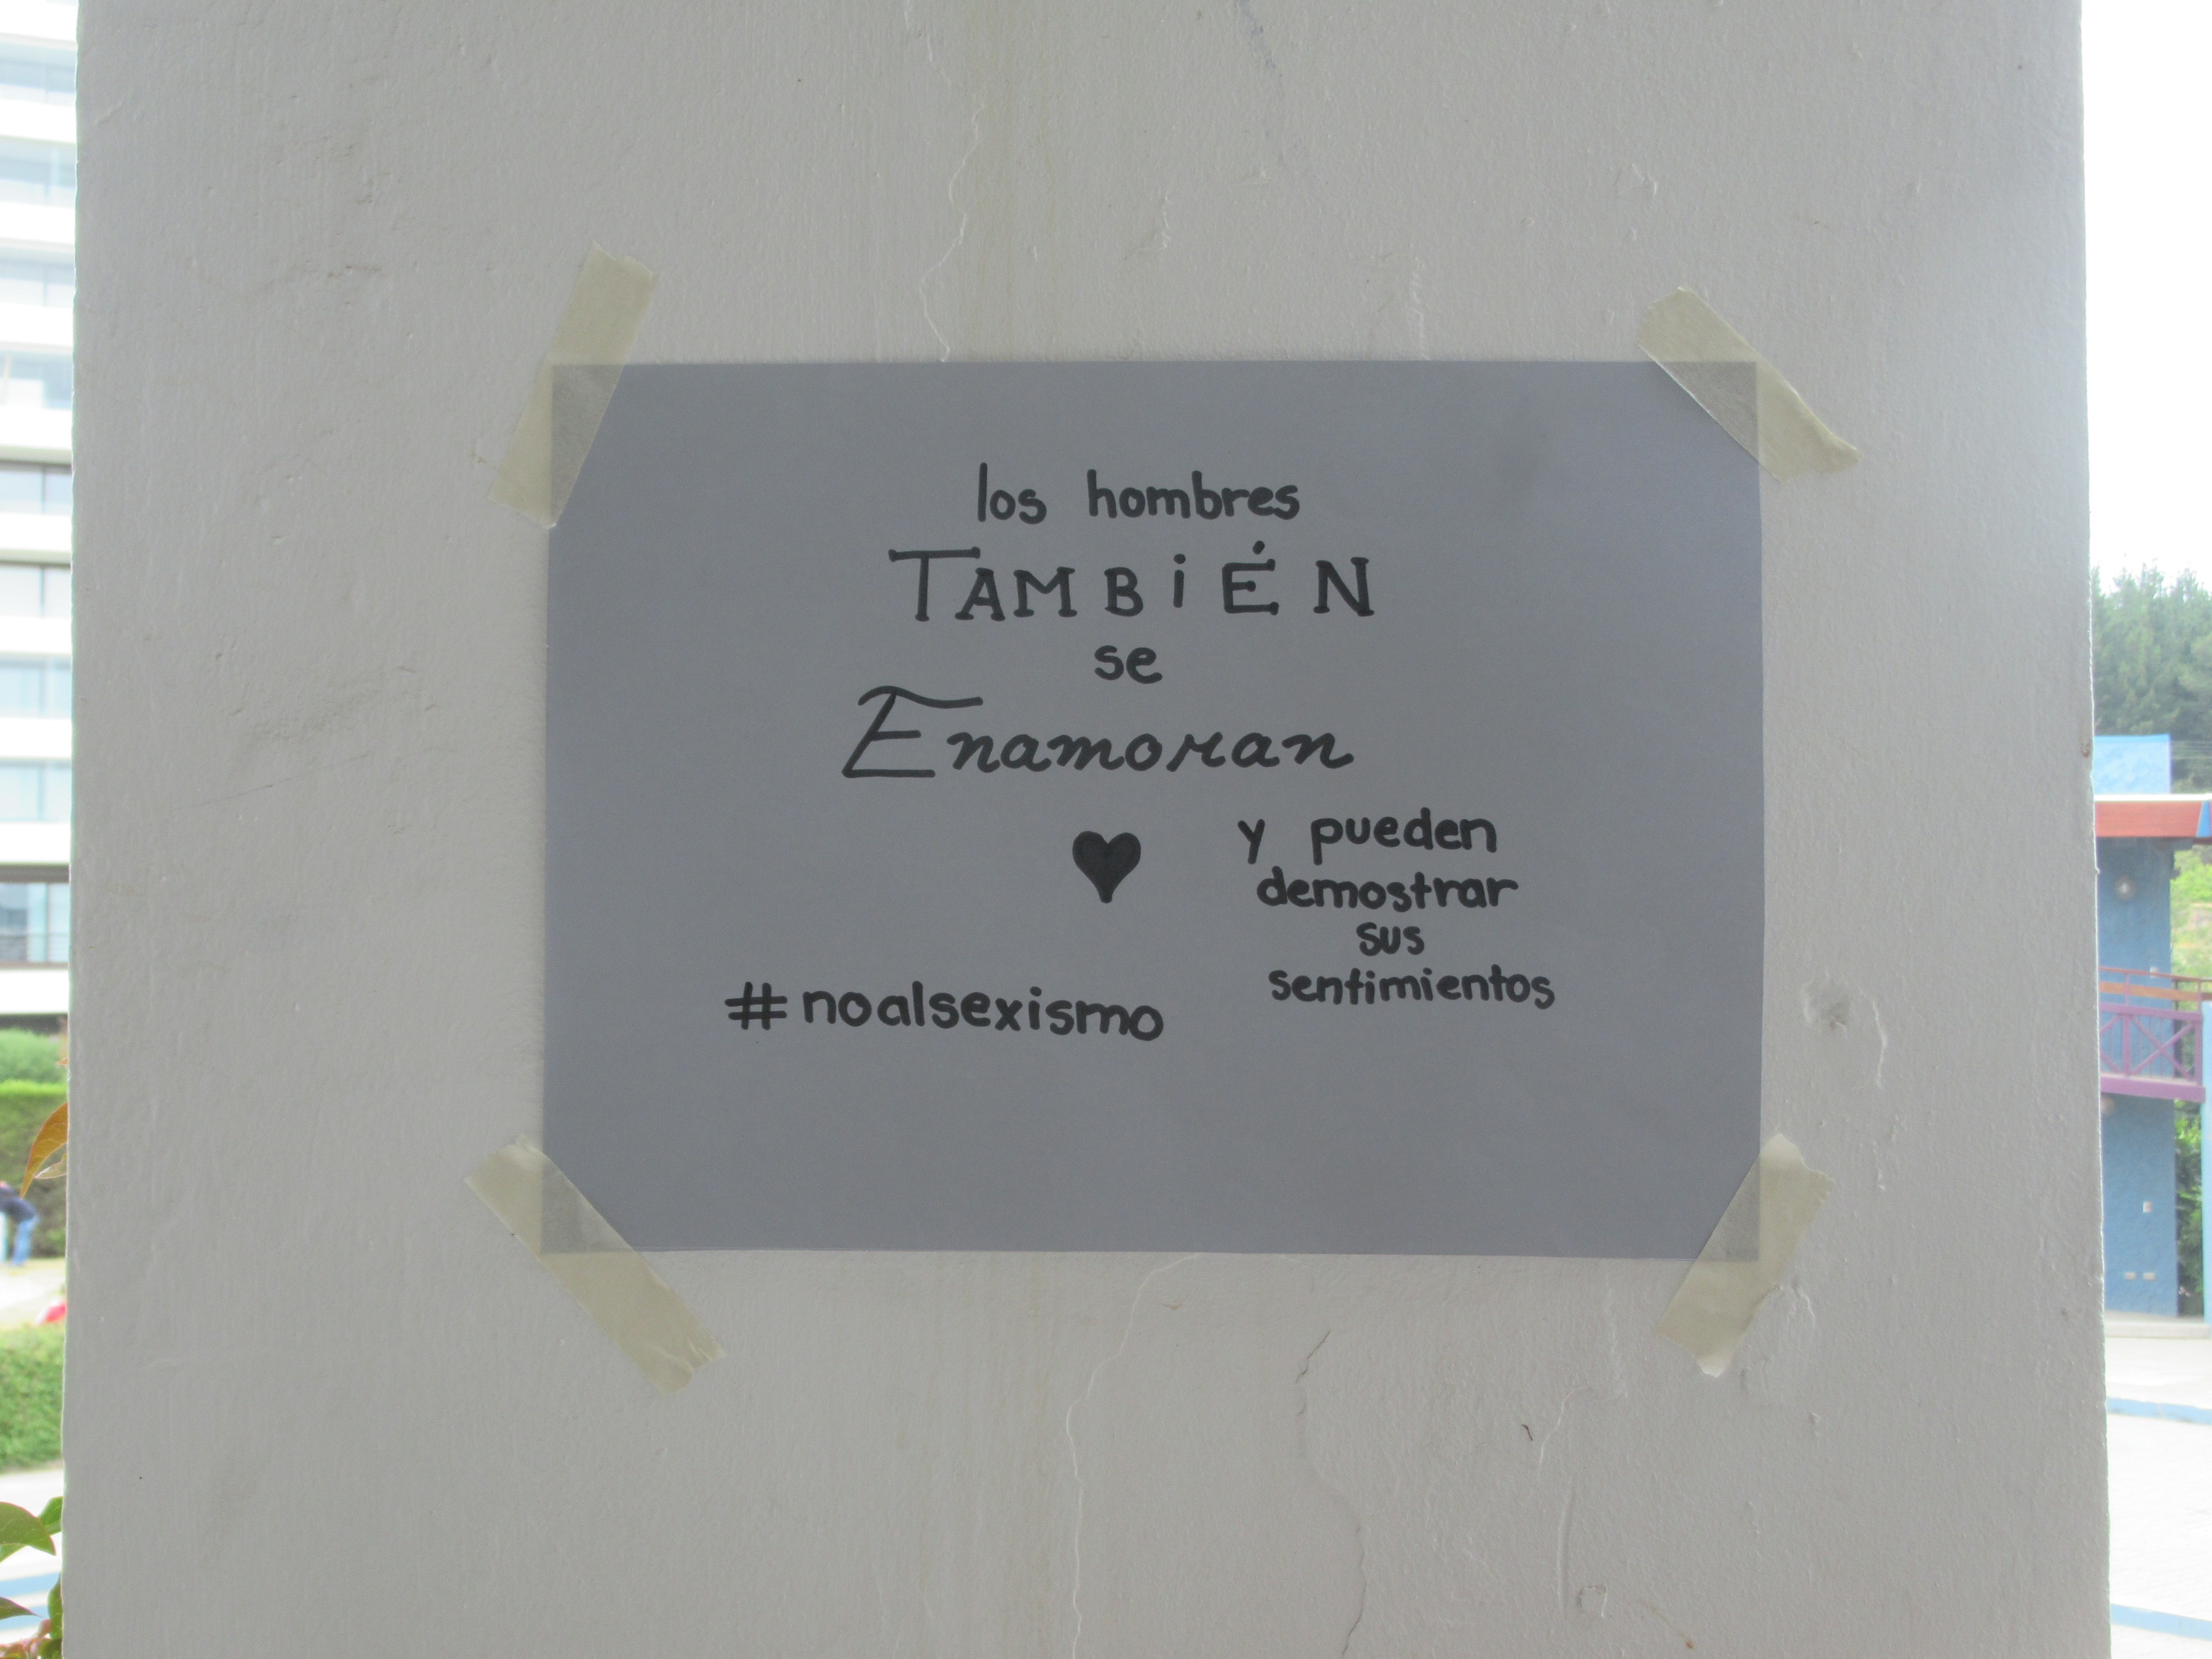 los hombres
TAMBiÉN
se
Enamoran
y pueden
demostrar
sus
sentimientos
#noalsexismo